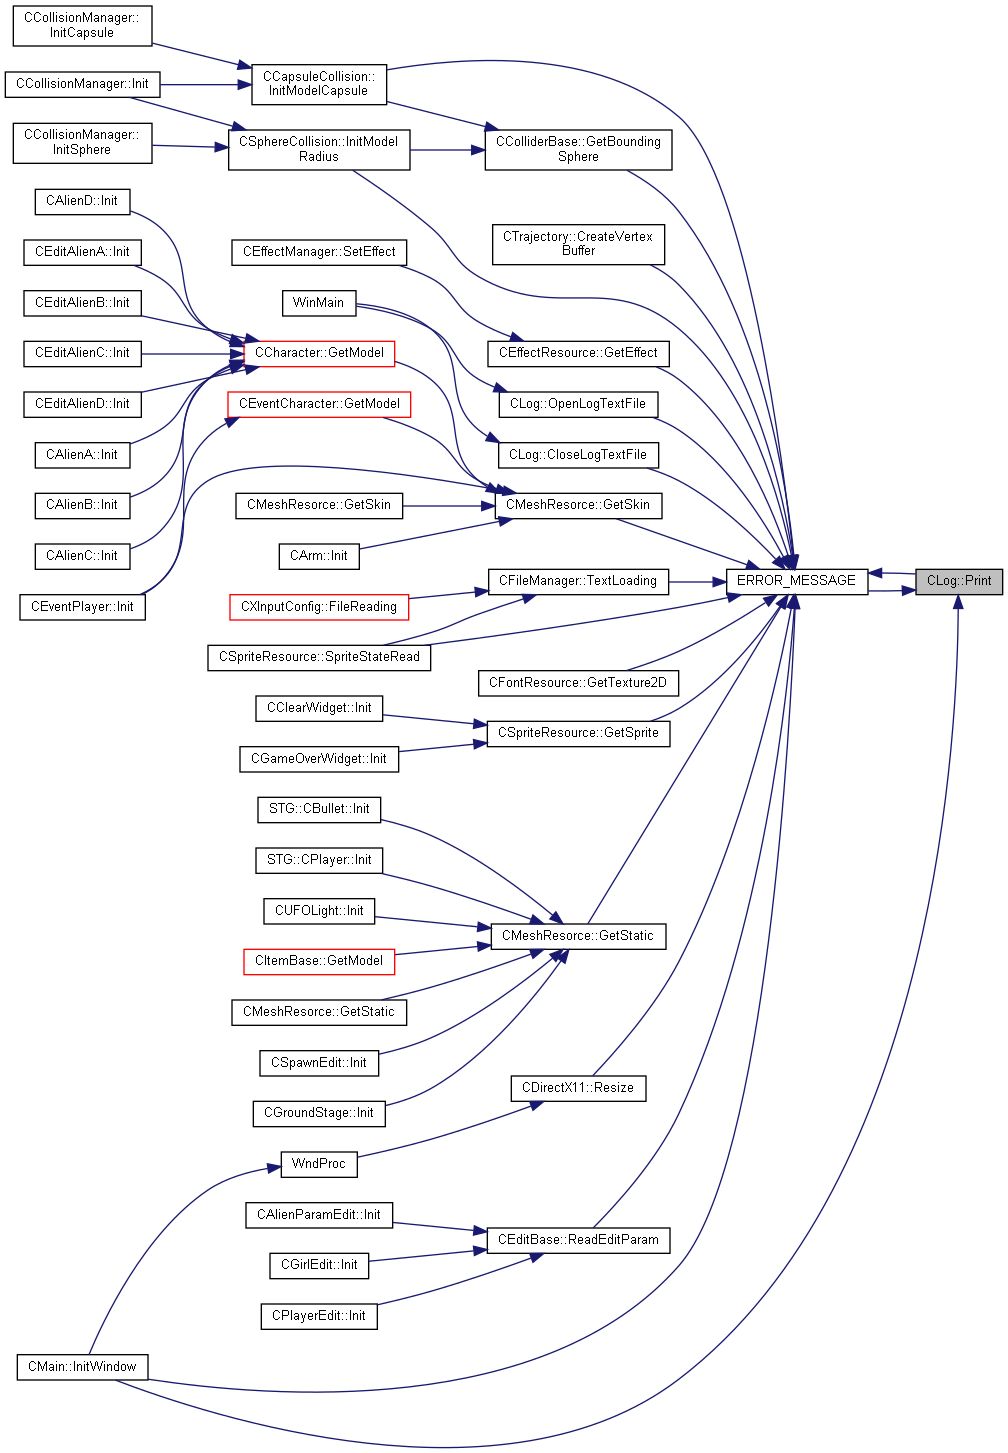 CCollisionManager::
InitCapsule
CCollisionManager::Init
CCapsuleCollision::
InitModelCapsule
CCollisionManager::
InitSphere
CSphereCollision::InitModel
Radius
CColliderBase::GetBounding
Sphere
CAlienD::Init
CTrajectory::CreateVertex
Buffer
CEditAlienA::Init
CEffectManager::SetEffect
CEditAlienB::Init
WinMain
CEditAlienC::Init
CCharacter::GetModel
CEffectResource::GetEffect
CEditAlienD::Init
CEventCharacter::GetModel
CLog::OpenLogTextFile
CAlienA::Init
CLog::CloseLogTextFile
CAlienB::Init
CMeshResorce::GetSkin
CMeshResorce::GetSkin
CAlienC::Init
CArm::Init
CEventPlayer::Init
CXInputConfig::FileReading
CFileManager::TextLoading
ERROR_MESSAGE
CLog::Print
CSpriteResource::SpriteStateRead
CFontResource::GetTexture2D
CClearWidget::Init
CSpriteResource::GetSprite
CGameOverWidget::Init
STG::CBullet::Init
STG::CPlayer::Init
CUFOLight::Init
CMeshResorce::GetStatic
CItemBase::GetModel
CMeshResorce::GetStatic
CSpawnEdit::Init
CDirectX11::Resize
CGroundStage::Init
WndProc
CAlienParamEdit::Init
CEditBase::ReadEditParam
CGirlEdit::Init
CPlayerEdit::Init
CMain::InitWindow